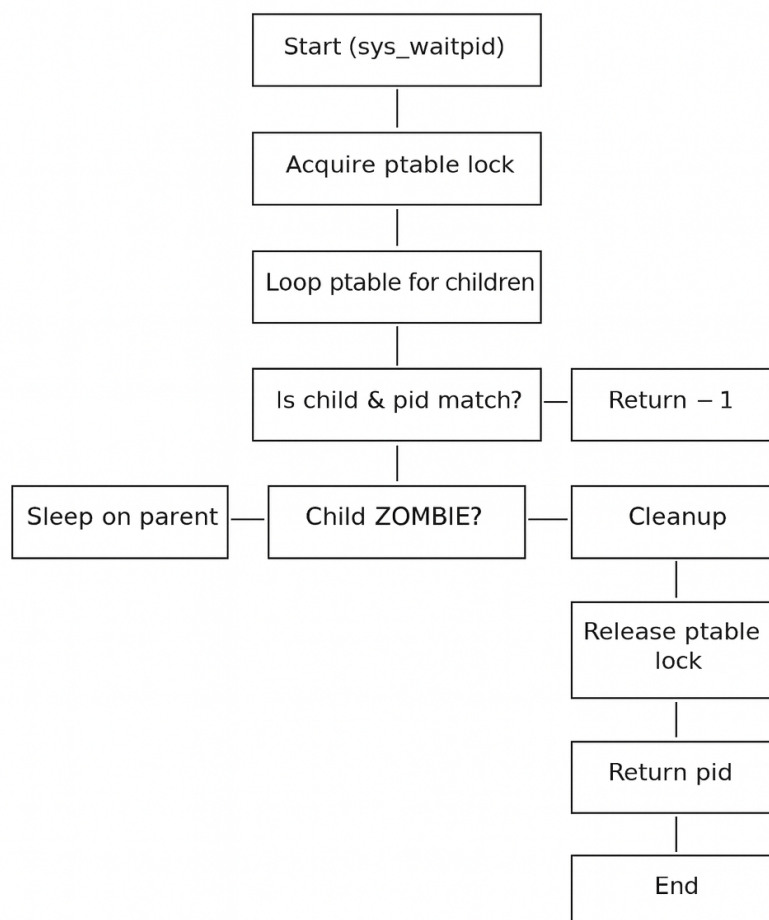 Start (sys_waitpid)
Acquire ptable lock
Loop ptable for children
Is child & pid match?
Return – 1
Sleep on parent
Child ZOMBIE?
Cleanup
Release ptable
lock
Return pid
End